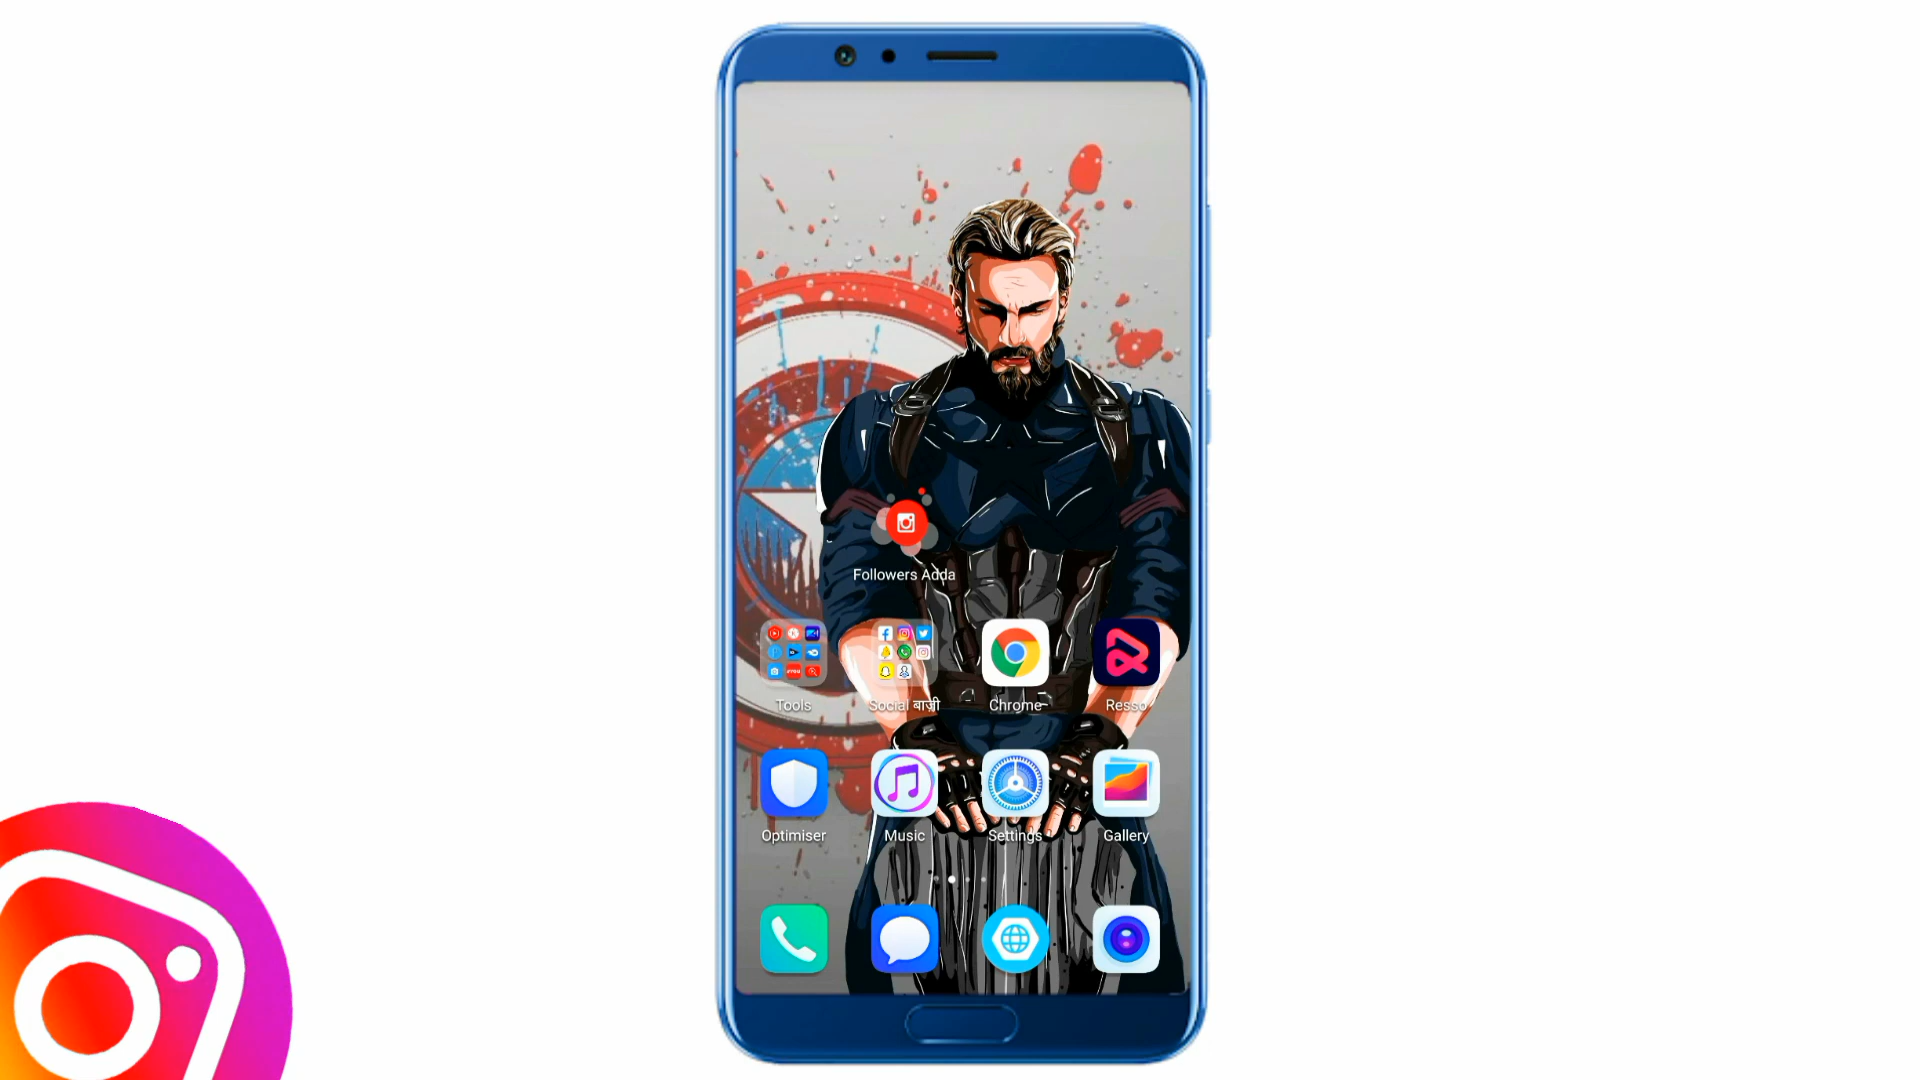 Followers Adda
Tools
Social बाज़ी
Chrome
Resso
Optimiser
Music
Settings
Gallery